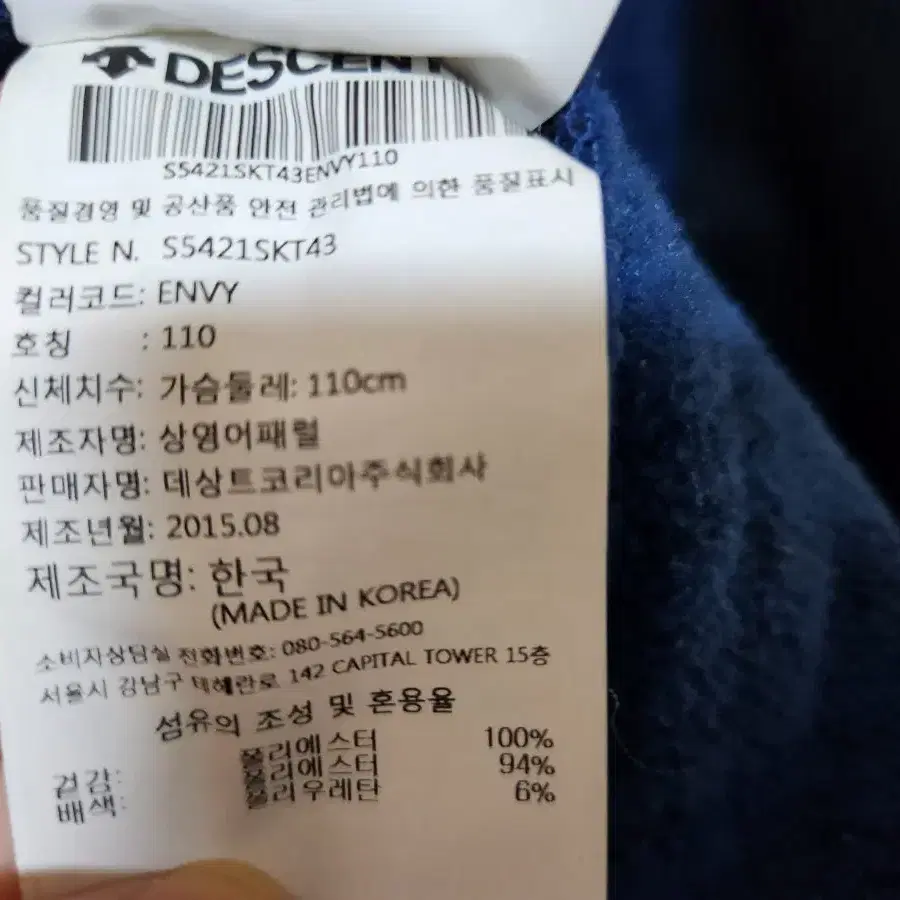 DESCENT
S5421SKT43ENVY110
품질경영 및 공산품 안전 관리법에 의한 품질표시
STYLE N. S5421SKT43
컬러코드: ENVY
호칭 : 110
신체치수: 가슴둘레: 110cm
제조자명: 상영어패럴
판매자명: 데상트코리아주식회사
제조년월: 2015.08
제조국명: 한국
(MADE IN KOREA)
소비자상담실 전화번호: 080-564-5600
서울시 강남구 테헤란로 142 CAPITAL TOWER 15층
섬유의 조성 및 혼용율
겉감: 폴리에스터 100%
배색: 폴리에스터 94%
폴리우레탄 6%